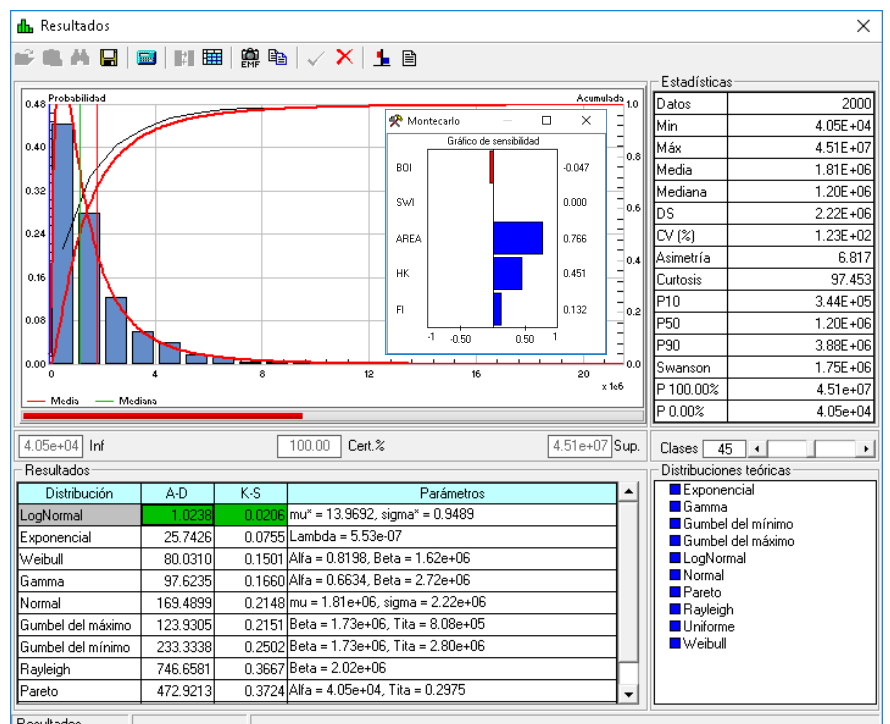 Resultados
EMF
Estadísticas
Probabilidad
Acumulada
0.48
0.40
0.32
0.24
0.16
0.08
0.00
1.0
0.8
0.6
0.4
0.2
0.0
0 4 8 12 16 20
x 1e6
Media Mediana
Montecarlo
Gráfico de sensibilidad
BOI -0.047
SWI 0.000
AREA 0.766
HK 0.451
FI 0.132
-1 -0.50 0.50 1
Datos 2000
Min 4.05E+04
Máx 4.51E+07
Media 1.81E+06
Mediana 1.20E+06
DS 2.22E+06
CV (%) 1.23E+02
Asimetría 6.817
Curtosis 97.453
P10 3.44E+05
P50 1.20E+06
P90 3.88E+06
Swanson 1.75E+06
P 100.00% 4.51e+07
P 0.00% 4.05e+04
4.05e+04 Inf 100.00 Cert.% 4.51e+07 Sup.
Clases 45
Resultados
Distribución A-D K-S Parámetros
LogNormal 1.0238 0.0206 mu* = 13.9692, sigma* = 0.9489
Exponencial 25.7426 0.0755 Lambda = 5.53e-07
Weibull 80.0310 0.1501 Alfa = 0.8198, Beta = 1.62e+06
Gamma 97.6235 0.1660 Alfa = 0.6634, Beta = 2.72e+06
Normal 169.4899 0.2148 mu = 1.81e+06, sigma = 2.22e+06
Gumbel del máximo 123.9305 0.2151 Beta = 1.73e+06, Tita = 8.08e+05
Gumbel del mínimo 233.3338 0.2502 Beta = 1.73e+06, Tita = 2.80e+06
Rayleigh 746.6581 0.3667 Beta = 2.02e+06
Pareto 472.9213 0.3724 Alfa = 4.05e+04, Tita = 0.2975
Distribuciones teóricas
Exponencial
Gamma
Gumbel del mínimo
Gumbel del máximo
LogNormal
Normal
Pareto
Rayleigh
Uniforme
Weibull
Resultados